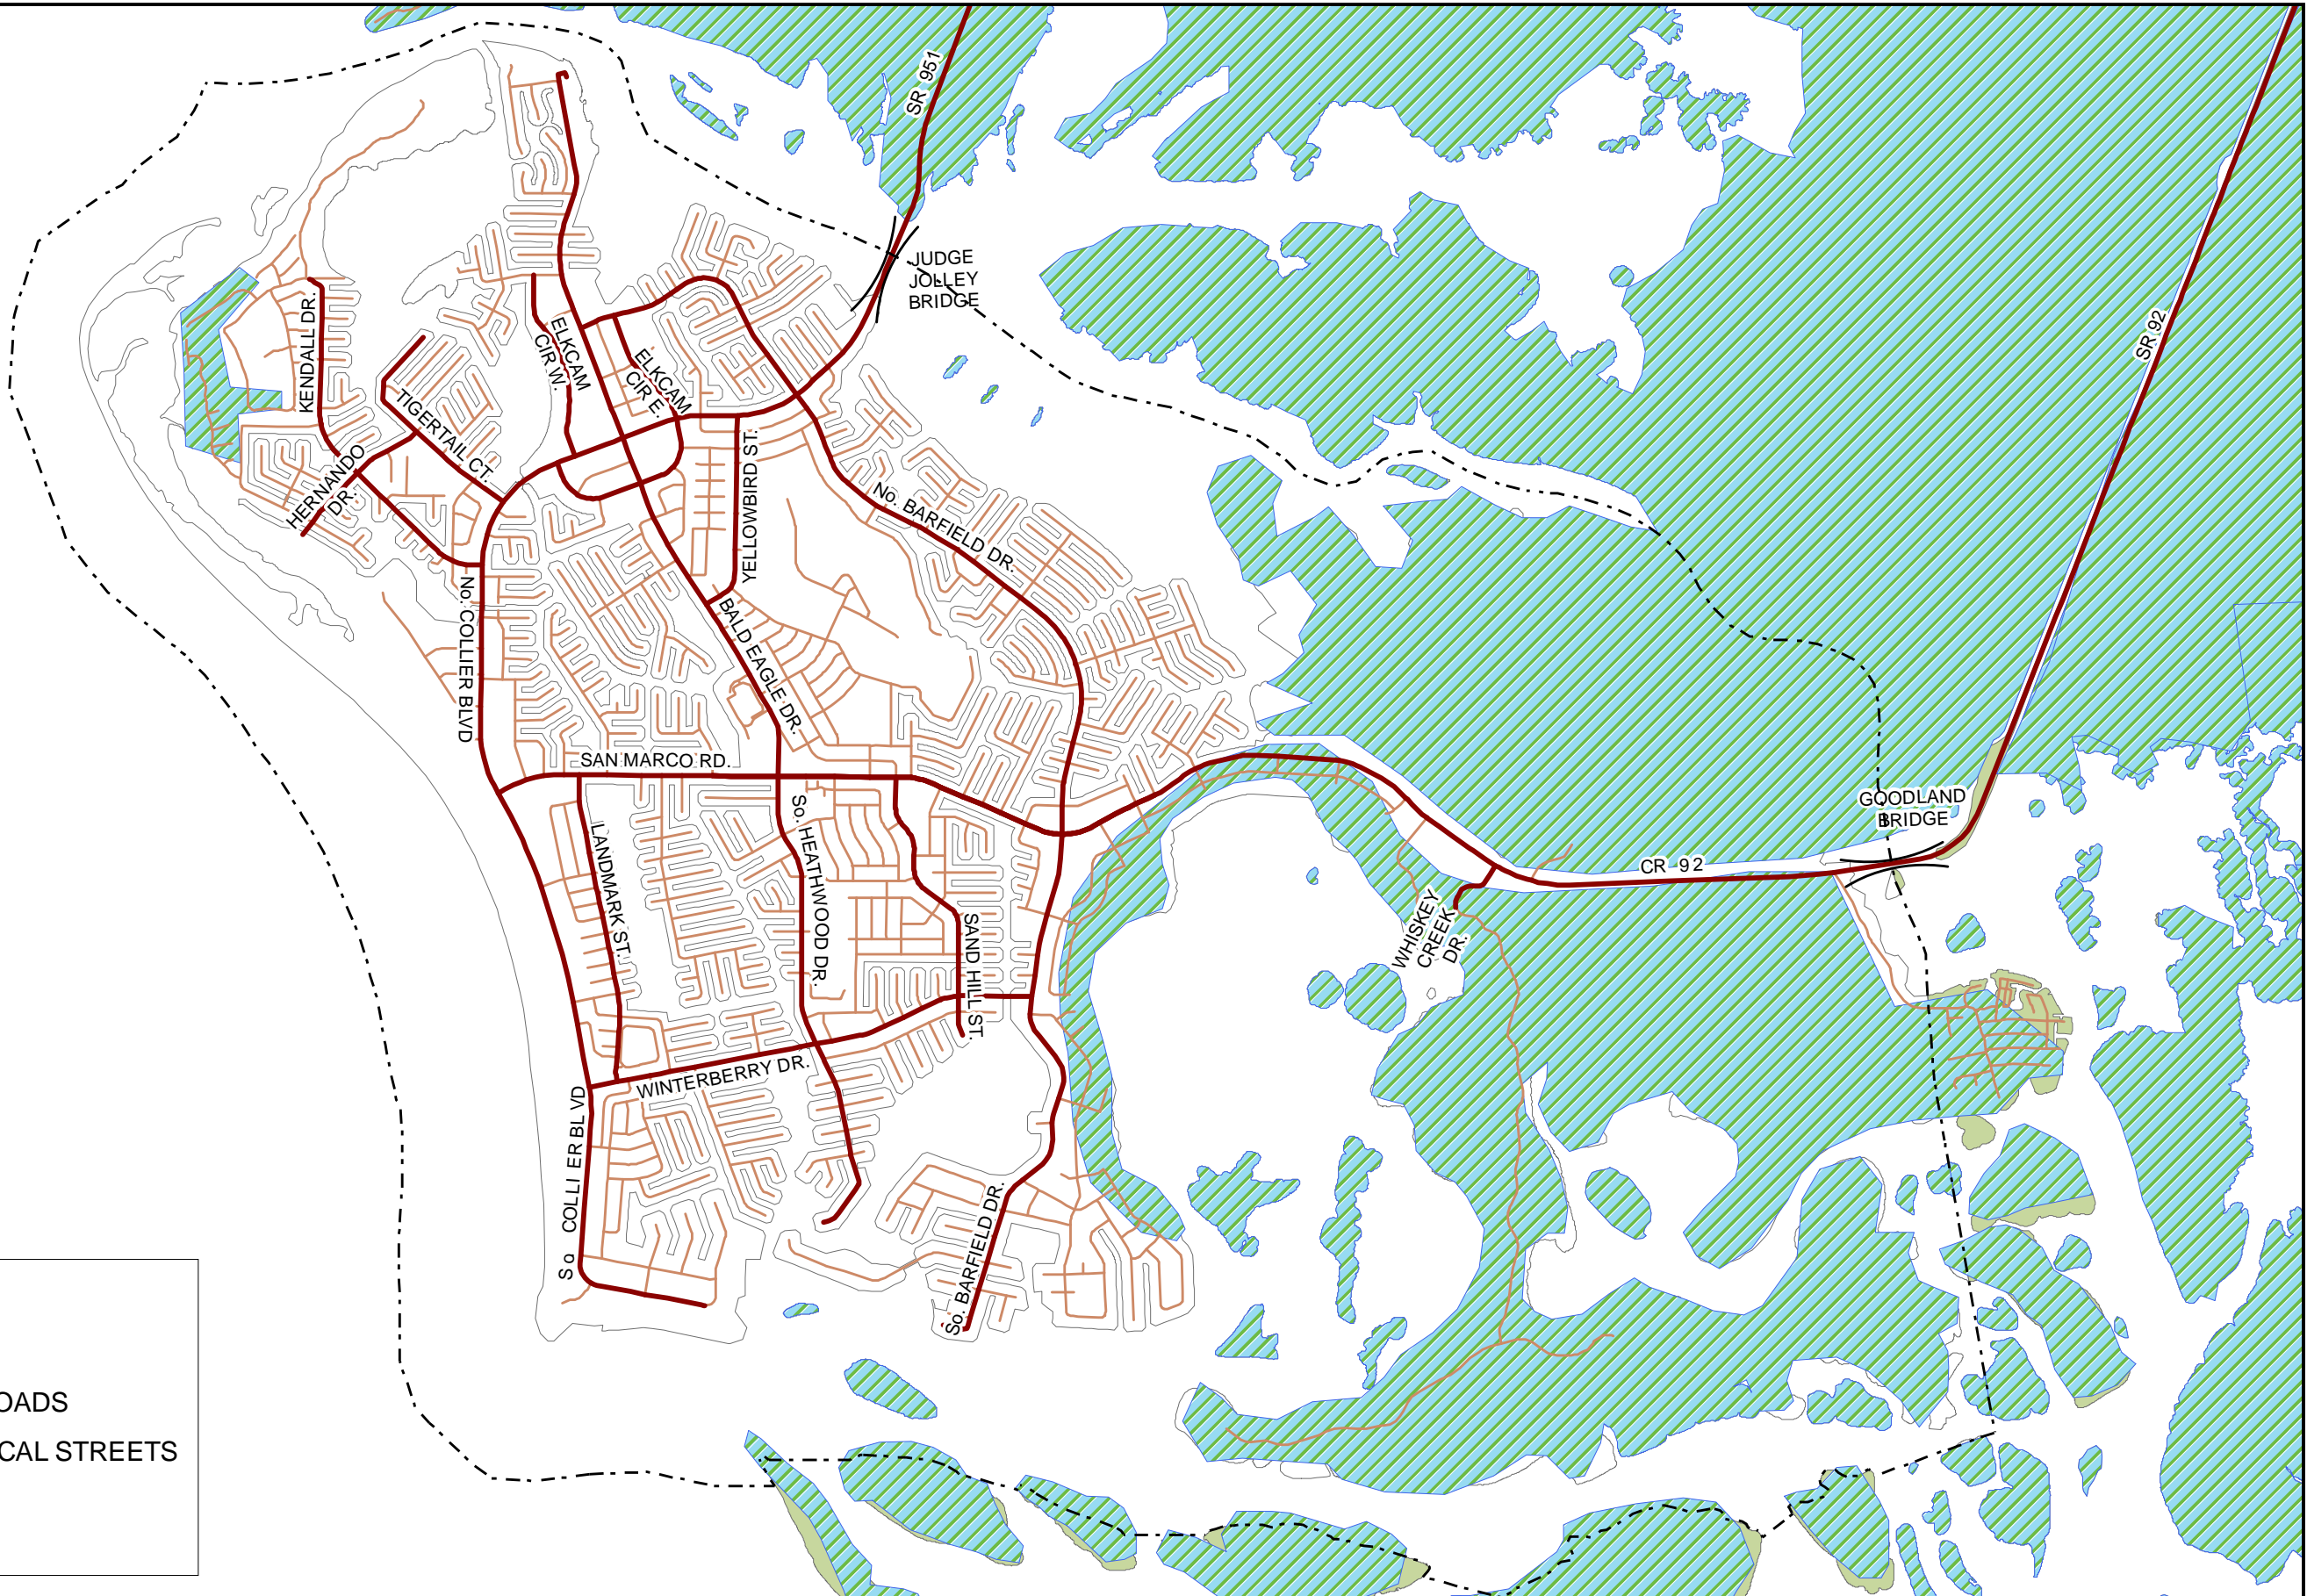 SR 951
JUDGE
JOLLEY
BRIDGE
SR 92
KENDALL DR.
ELKCAM
CIR W.
ELKCAM
CIR E.
TIGERTAIL CT.
HERNANDO
DR.
YELLOWBIRD ST.
No. BARFIELD DR.
No. COLLIER BLVD
BALD EAGLE DR.
SAN MARCO RD.
LANDMARK ST.
So. HEATHWOOD DR.
SAND HILL ST.
GOODLAND
BRIDGE
CR 92
WHISKEY
CREEK
DR.
WINTERBERRY DR.
So COLLIER BLVD
So. BARFIELD DR.
OADS
CAL STREETS